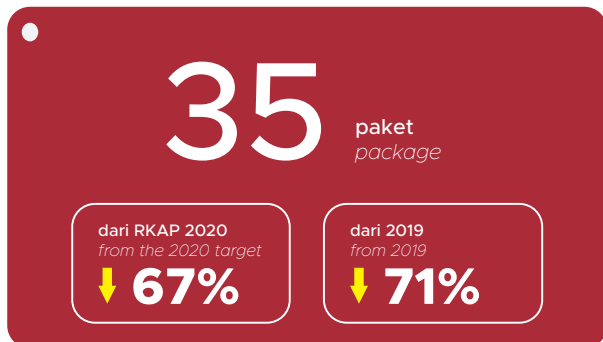 35
paket
package
dari RKAP 2020
from the 2020 target
67%
dari 2019
from 2019
71%